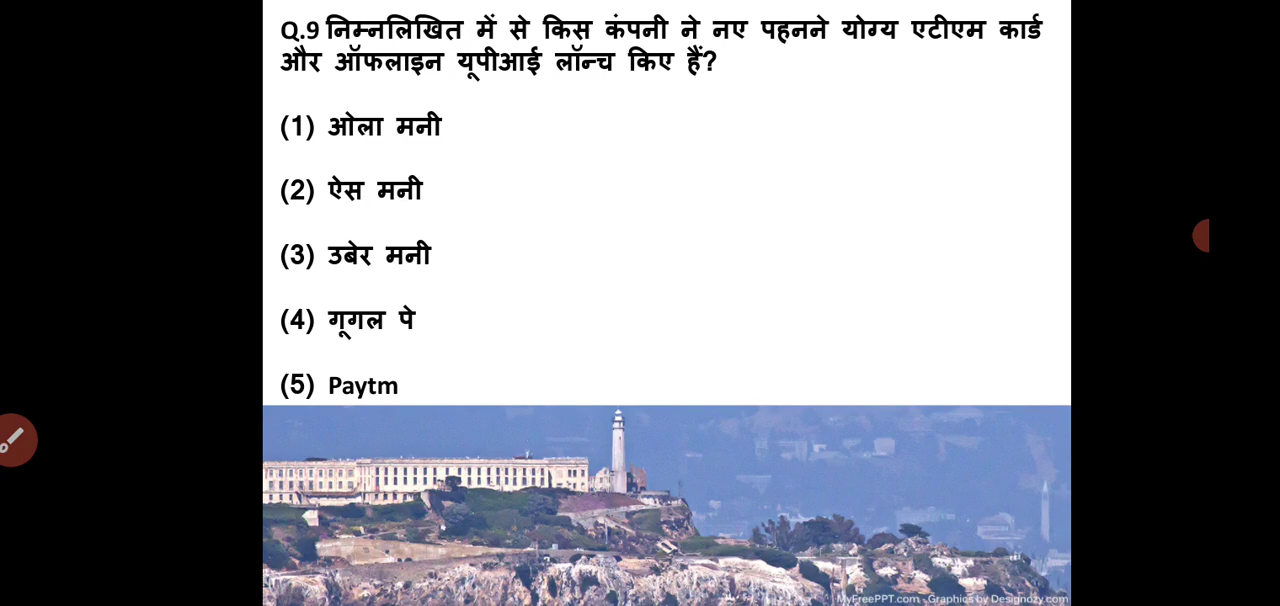 Q.9 निम्नलिखित में से किस कंपनी ने नए पहनने योग्य एटीएम कार्ड
और ऑफलाइन यूपीआई लॉन्च किए हैं?
(1) ओला मनी
(2) ऐस मनी
(3) उबेर मनी
(4) गूगल पे
(5) Paytm
MyFreePPT.com - Graphics by Designozy.com